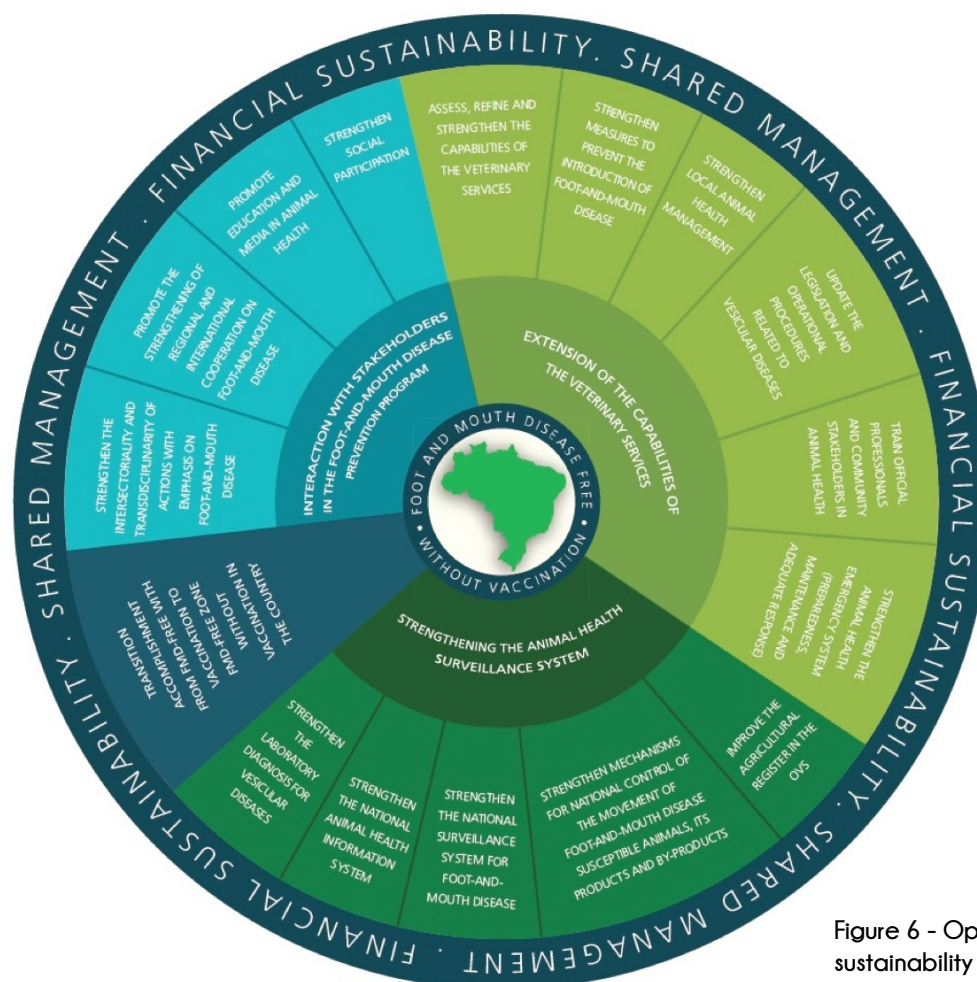 SHARED MANAGEMENT . FINANCIAL SUSTAINABILITY. SHARED MANAGEMENT . FINANCIAL SUSTAINABILITY. SHARED MANAGEMENT . FINANCIAL SUSTAINABILITY.
ASSESS, REFINE AND
STRENGTHEN THE
CAPABILITIES OF
THE VETERINARY
SERVICES
STRENGTHEN
MEASURES TO
PREVENT THE
INTRODUCTION OF
FOOT-AND-MOUTH
DISEASE
STRENGTHEN
LOCAL ANIMAL
HEALTH
MANAGEMENT
UPDATE THE
LEGISLATION AND
OPERATIONAL
PROCEDURES
RELATED TO
VESICULAR DISEASES
TRAIN OFFICIAL
PROFESSIONALS
AND COMMUNITY
STAKEHOLDERS IN
ANIMAL HEALTH
STRENGTHEN THE
ANIMAL HEALTH
EMERGENCY SYSTEM
(PREPAREDNESS,
MAINTENANCE AND
ADEQUATE RESPONSE)
EXTENSION OF THE CAPABILITIES OF
THE VETERINARY SERVICES
IMPROVE THE
AGRICULTURAL
REGISTER IN THE
OVS
STRENGTHEN MECHANISMS
FOR NATIONAL CONTROL OF
THE MOVEMENT OF
FOOT-AND-MOUTH DISEASE
SUSCEPTIBLE ANIMALS, ITS
PRODUCTS AND BY-PRODUCTS
STRENGTHEN
THE NATIONAL
SURVEILLANCE
SYSTEM FOR
FOOT-AND-
MOUTH DISEASE
STRENGTHEN
THE NATIONAL
ANIMAL HEALTH
INFORMATION
SYSTEM
STRENGTHEN
THE
LABORATORY
DIAGNOSIS FOR
VESICULAR
DISEASES
STRENGTHENING THE ANIMAL HEALTH
SURVEILLANCE SYSTEM
TRANSITION
ACCOMPLISHMENT
FROM FMD-FREE WITH
VACCINATION TO
FMD-FREE ZONE
WITHOUT
VACCINATION IN
THE COUNTRY
STRENGTHEN THE
INTERSECTORIALITY AND
TRANSDISCIPLINARITY OF
ACTIONS WITH
EMPHASIS ON
FOOT-AND-MOUTH
DISEASE
PROMOTE THE
STRENGTHENING OF
REGIONAL AND
INTERNATIONAL
COOPERATION ON
FOOT-AND-MOUTH
DISEASE
PROMOTE
EDUCATION AND
MEDIA IN ANIMAL
HEALTH
STRENGTHEN
SOCIAL
PARTICIPATION
INTERACTION WITH STAKEHOLDERS
IN THE FOOT-AND-MOUTH DISEASE
PREVENTION PROGRAM
FOOT AND MOUTH DISEASE FREE
• WITHOUT VACCINATION •
Figure 6 - Op
sustainability